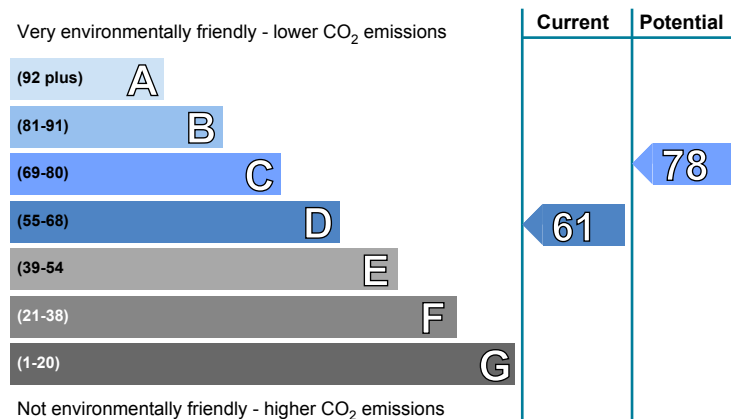 Current Potential
Very environmentally friendly - lower CO₂ emissions
(92 plus) A
(81-91) B
(69-80) C 78
(55-68) D 61
(39-54 E
(21-38) F
(1-20) G
Not environmentally friendly - higher CO₂ emissions